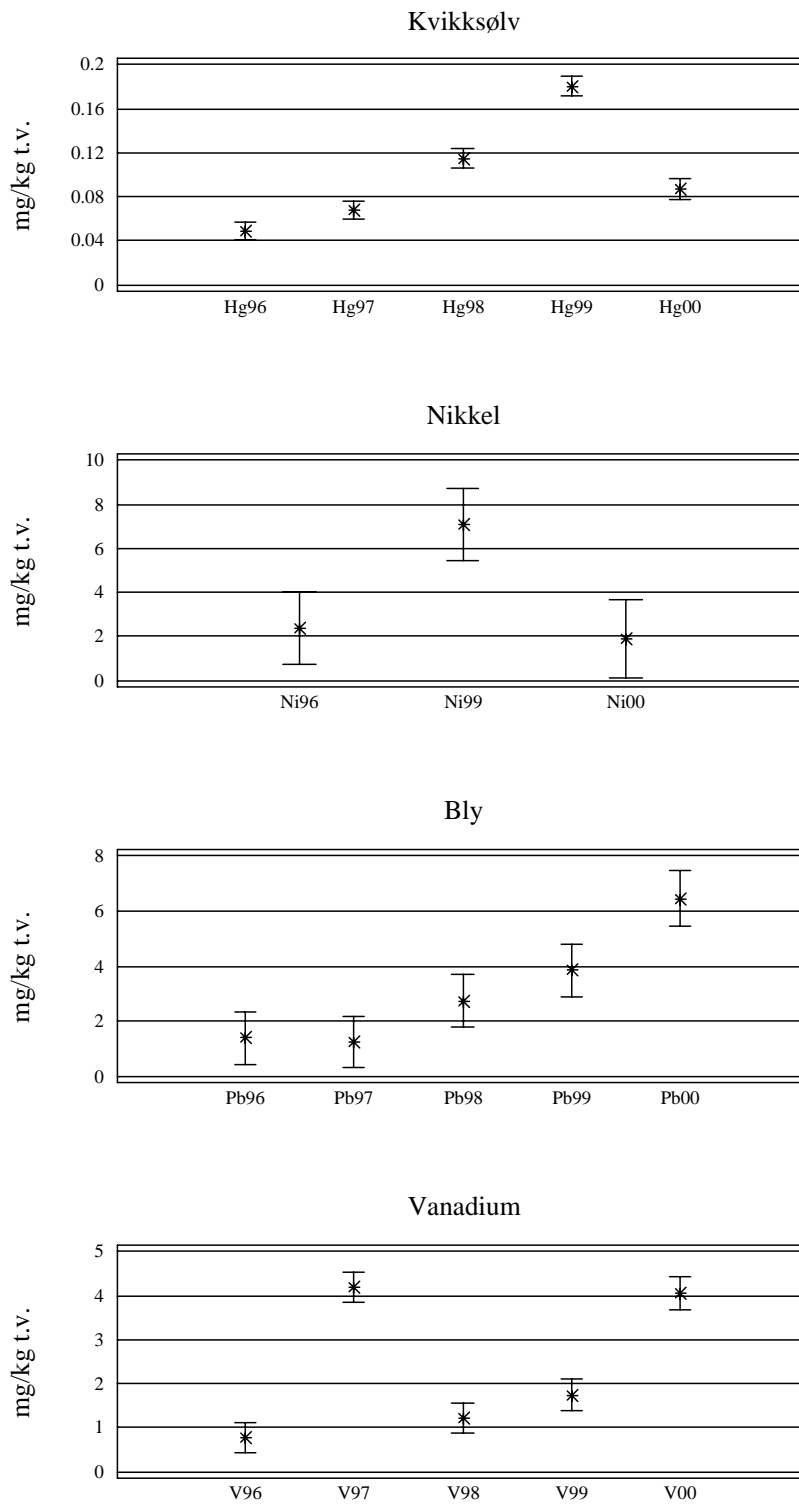 Kvikksølv
mg/kg t.v.
0.2
0.16
0.12
0.08
0.04
0
Hg96 Hg97 Hg98 Hg99 Hg00
Nikkel
mg/kg t.v.
10
8
6
4
2
0
Ni96 Ni99 Ni00
Bly
mg/kg t.v.
8
6
4
2
0
Pb96 Pb97 Pb98 Pb99 Pb00
Vanadium
mg/kg t.v.
5
4
3
2
1
0
V96 V97 V98 V99 V00